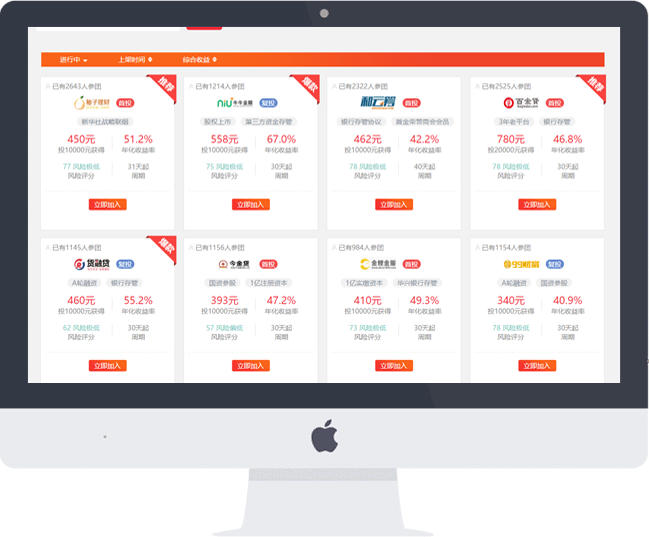 进行中 上架时间 综合收益
已有2643人参团 推荐
柚子理财 首投
新华社战略联姻
450元 51.2%
投10000元获得 年化收益率
77 风险极低 31天起
风险评分 周期
立即加入
已有1214人参团 爆款
niu 牛牛金服 复投
股权上市 第三方资金存管
558元 67.0%
投10000元获得 年化收益率
75 风险极低 30天起
风险评分 周期
立即加入
已有2322人参团
首投
银行存管协议 首金荣誉商会会员
462元 42.2%
投10000元获得 年化收益率
78 风险极低 40天起
风险评分 周期
立即加入
已有2525人参团 推荐
百金贷 首投
3年老平台 银行存管
780元 46.8%
投20000元获得 年化收益率
78 风险极低 30天起
风险评分 周期
立即加入
已有1145人参团 爆款
货融贷 复投
A轮融资 银行存管
460元 55.2%
投10000元获得 年化收益率
62 风险极低 30天起
风险评分 周期
立即加入
已有1156人参团
今金贷 首投
国资参股 1亿注册资本
393元 47.2%
投10000元获得 年化收益率
57 风险偏低 30天起
风险评分 周期
立即加入
已有984人参团
金糧金服 首投
1亿实缴资本 华兴银行存管
410元 49.3%
投10000元获得 年化收益率
73 风险极低 30天起
风险评分 周期
立即加入
已有1154人参团
99财富 复投
A轮融资 国资参股
340元 40.9%
投10000元获得 年化收益率
78 风险极低 30天起
风险评分 周期
立即加入